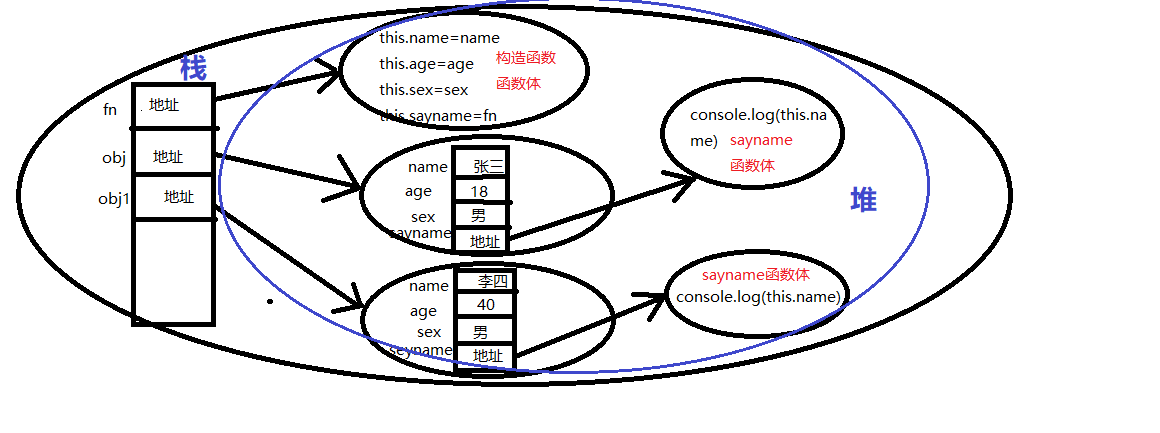 栈
fn
地址
obj
地址
obj1
地址
this.name=name
this.age=age
this.sex=sex
this.sayname=fn
构造函数
函数体
name
张三
age
18
sex
男
sayname
地址
console.log(this.na
me)
sayname
函数体
堆
name
李四
age
40
sex
男
seyname
地址
sayname函数体
console.log(this.name)